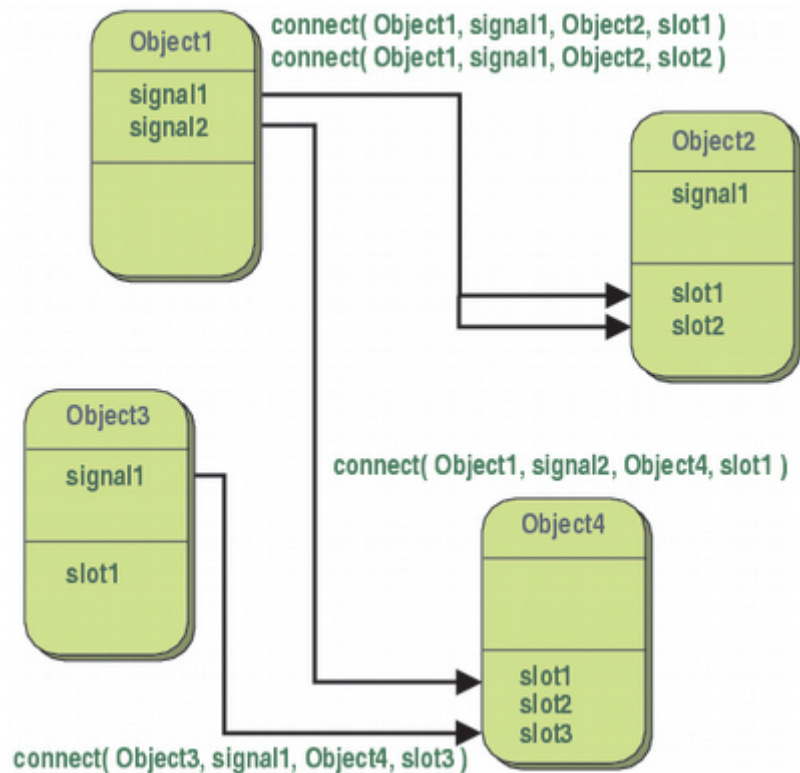 Object1
signal1
signal2
connect( Object1, signal1, Object2, slot1 )
connect( Object1, signal1, Object2, slot2 )
Object2
signal1
slot1
slot2
Object3
signal1
slot1
connect( Object1, signal2, Object4, slot1 )
Object4
slot1
slot2
slot3
connect( Object3, signal1, Object4, slot3 )